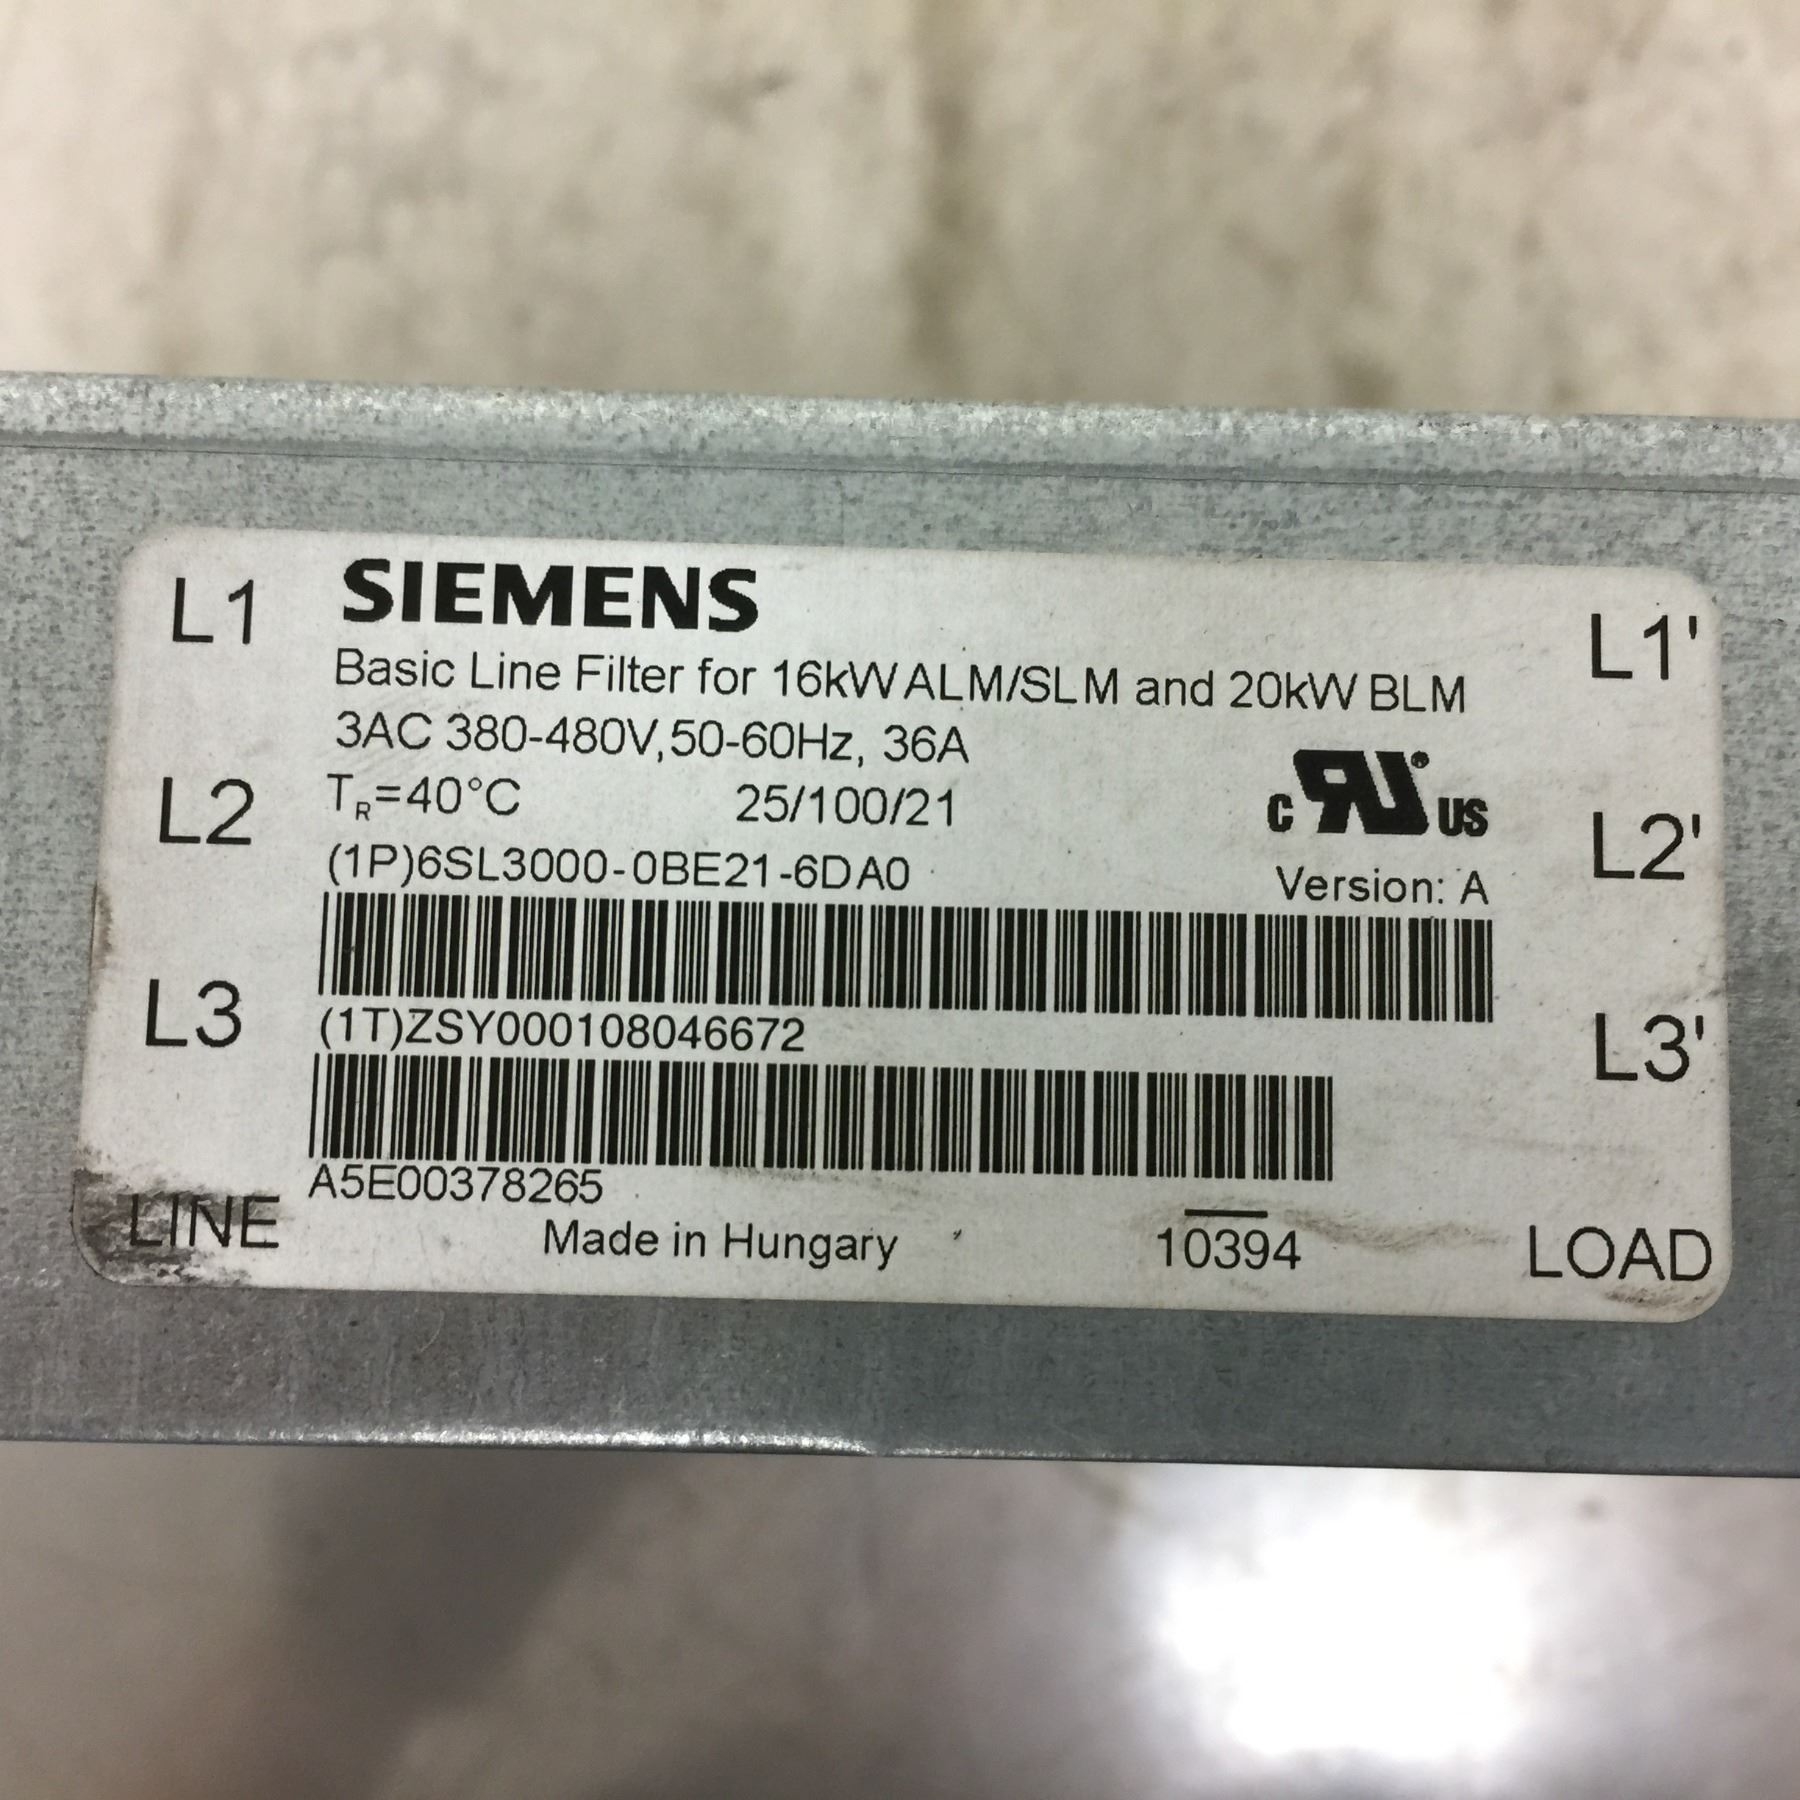 L1
SIEMENS
L1'
Basic Line Filter for 16kW ALM/SLM and 20kW BLM
3AC 380-480V,50-60Hz, 36A
L2
TR=40°C 25/100/21
c RU® US
L2'
(1P)6SL3000-0BE21-6DA0
Version: A
L3
(1T)ZSY000108046672
L3'
A5E00378265
LINE
Made in Hungary
10394
LOAD